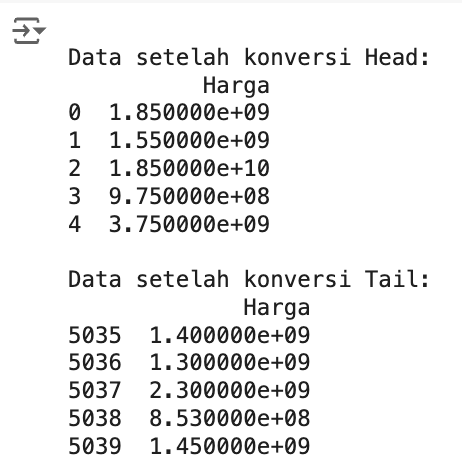 Data setelah konversi Head:
Harga
0 1.850000e+09
1 1.550000e+09
2 1.850000e+10
3 9.750000e+08
4 3.750000e+09
Data setelah konversi Tail:
Harga
5035 1.400000e+09
5036 1.300000e+09
5037 2.300000e+09
5038 8.530000e+08
5039 1.450000e+09